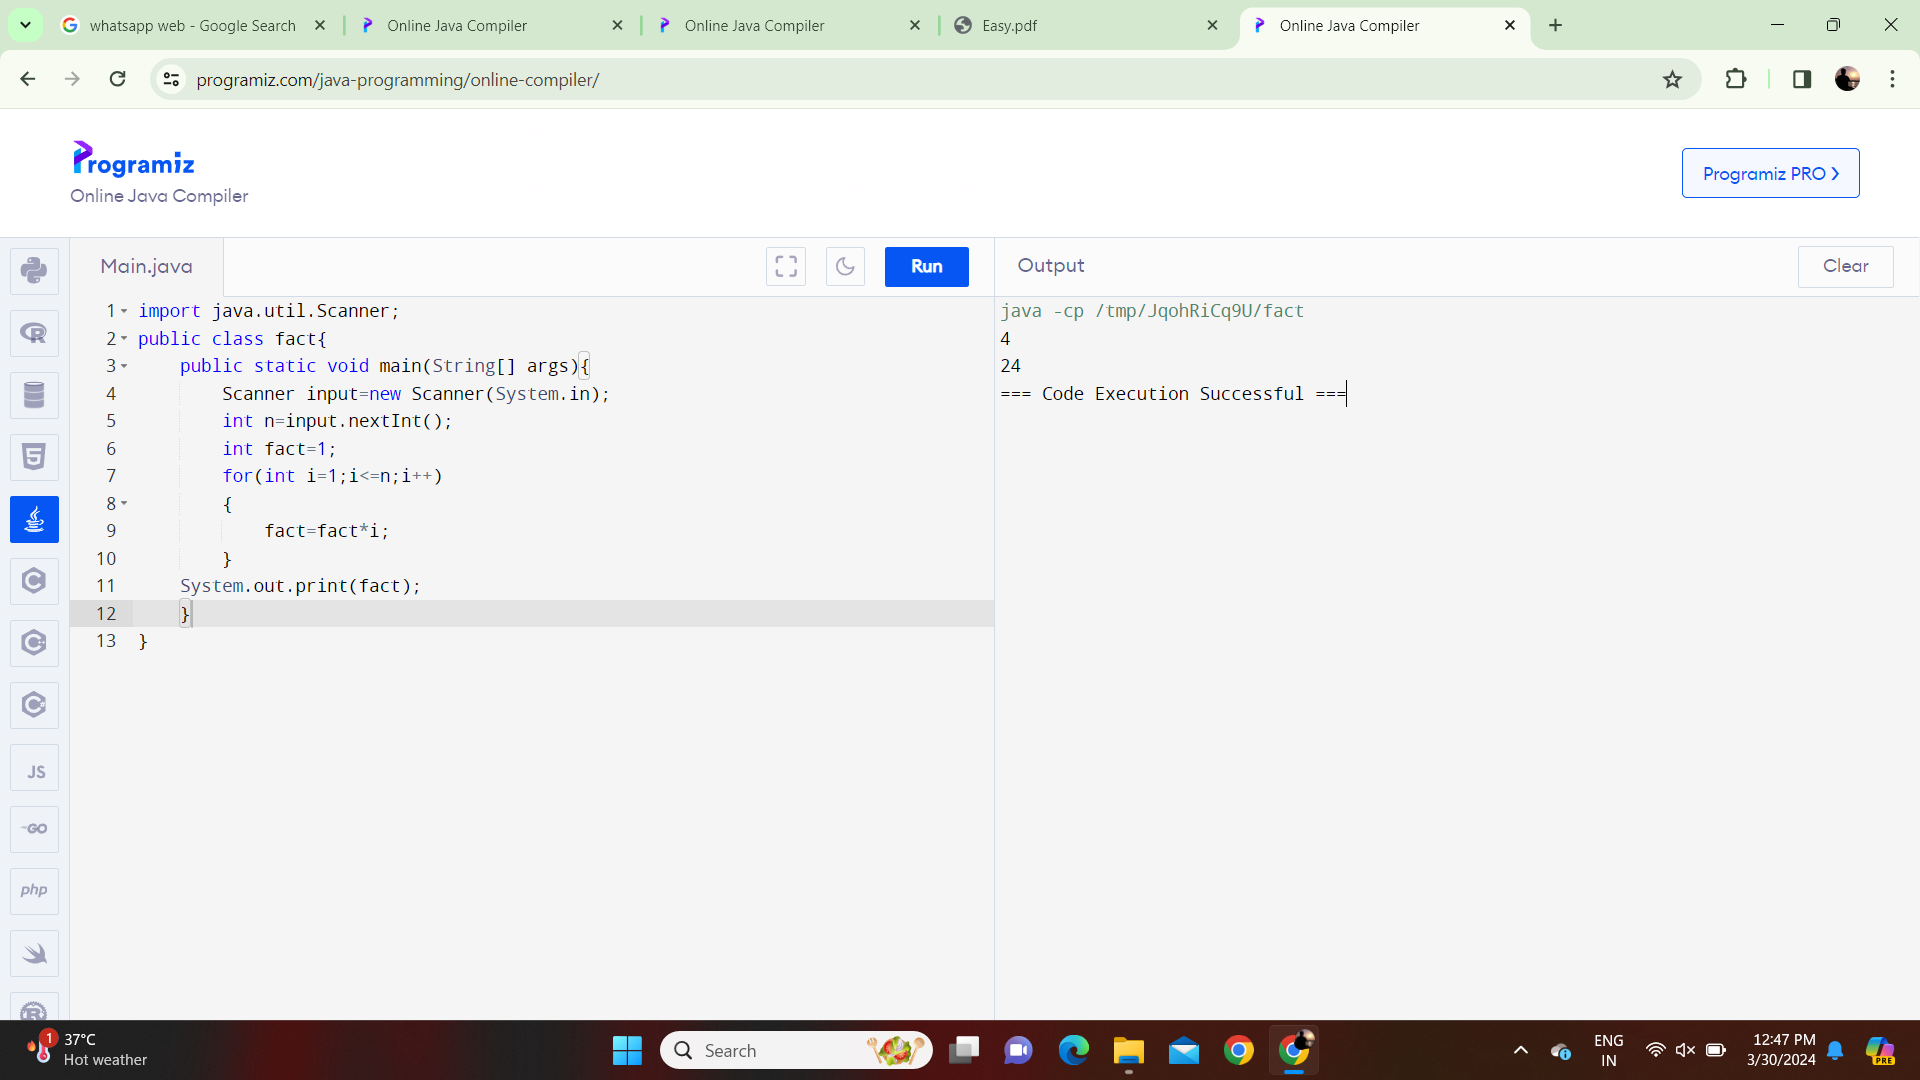 whatsapp web - Google Search
Online Java Compiler
Online Java Compiler
Easy.pdf
Online Java Compiler
programiz.com/java-programming/online-compiler/
Programiz
Online Java Compiler
Programiz PRO
Main.java
Run
Output
Clear
1 import java.util.Scanner;
2 public class fact{
3 public static void main(String[] args){
4 Scanner input=new Scanner(System.in);
5 int n=input.nextInt();
6 int fact=1;
7 for(int i=1;i<=n;i++)
8 {
9 fact=fact*i;
10 }
11 System.out.print(fact);
12 }
13 }
java -cp /tmp/JqohRiCq9U/fact
4
24
=== Code Execution Successful ===
JS
GO
php
1
37°C
Hot weather
Search
ENG
IN
12:47 PM
3/30/2024
PRE